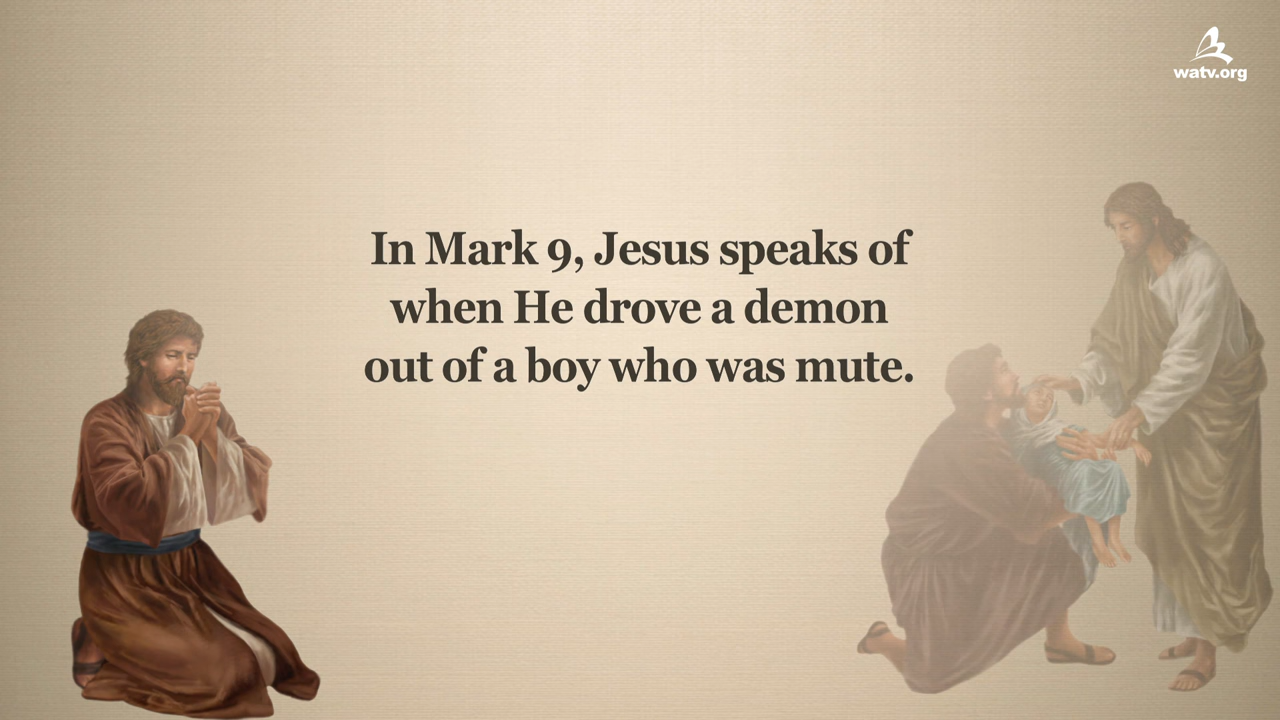 watv.org
In Mark 9, Jesus speaks of
when He drove a demon
out of a boy who was mute.